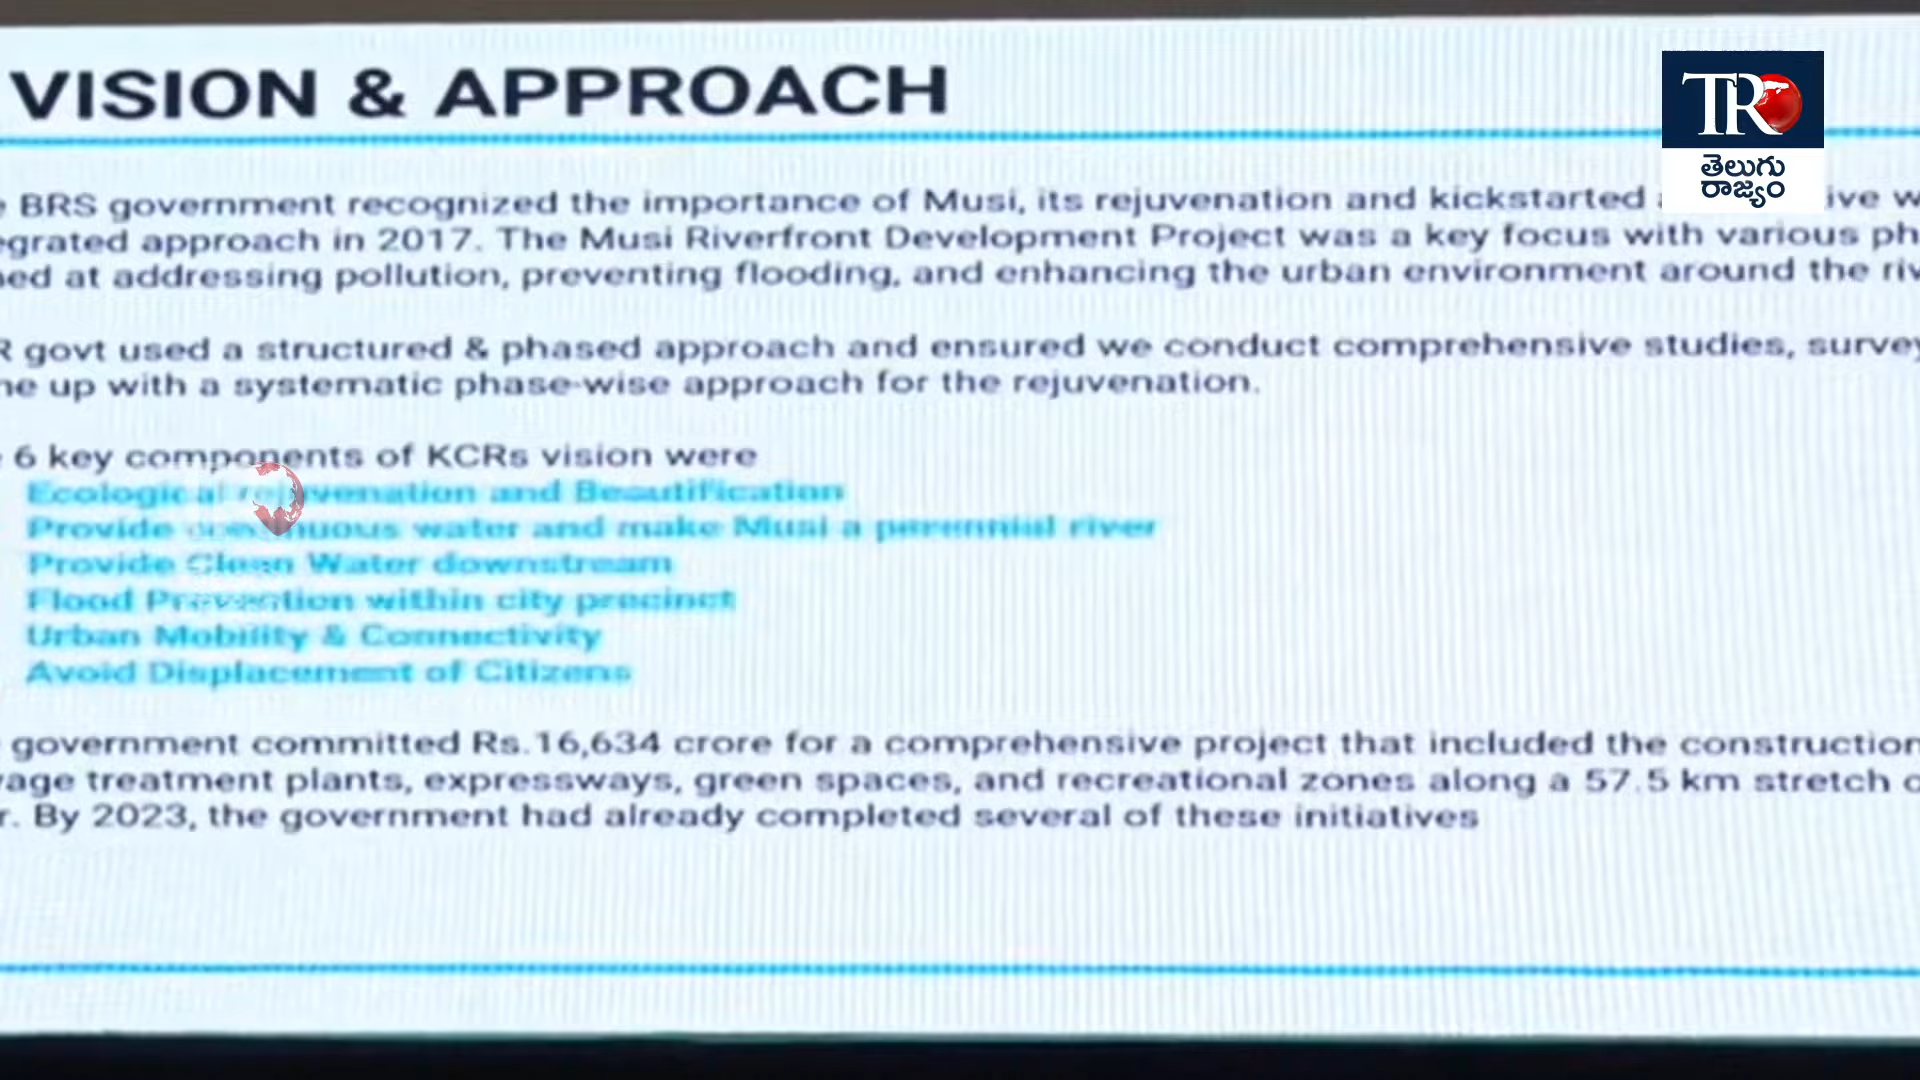 VISION & APPROACH
TR
తెలుగు
రాజ్యం
BRS government recognized the importance of Musi, its rejuvenation and kickstarted
approach in 2017. The Musi Riverfront Development Project was a key focus with various
at addressing pollution, preventing flooding, and enhancing the urban environment around the
govt used a structured & phased approach and ensured we conduct comprehensive studies,
up with a systematic phase-wise approach for the rejuvenation.
6 key components of KCRs vision were
Ecological rejuvenation and Beautification
Provide continuous water and make Musi a perennial river
Provide Clean Water downstream
Flood Prevention within city precinct
Urban Mobility & Connectivity
Avoid Displacement of Citizens
government committed Rs.16,634 crore for a comprehensive project that included the construction
treatment plants, expressways, green spaces, and recreational zones along a 57.5 km stretch
By 2023, the government had already completed several of these initiatives